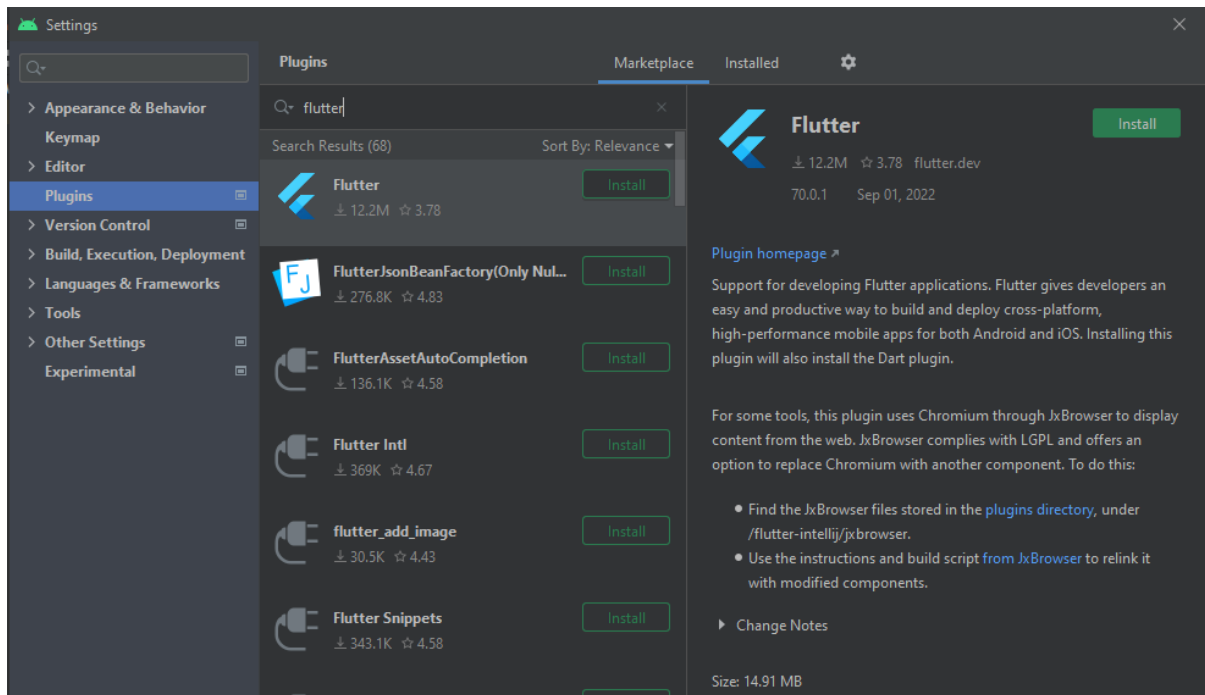 Settings
Plugins
Marketplace
Installed
Appearance & Behavior
Keymap
Editor
Plugins
Version Control
Build, Execution, Deployment
Languages & Frameworks
Tools
Other Settings
Experimental
flutter
Search Results (68)
Sort By: Relevance
Flutter
Install
12.2M 3.78
FlutterJsonBeanFactory(Only Nul...
Install
276.8K 4.83
FlutterAssetAutoCompletion
Install
136.1K 4.58
Flutter Intl
Install
369K 4.67
flutter_add_image
Install
30.5K 4.43
Flutter Snippets
Install
343.1K 4.58
Flutter
Install
12.2M 3.78 flutter.dev
70.0.1 Sep 01, 2022
Plugin homepage
Support for developing Flutter applications. Flutter gives developers an
easy and productive way to build and deploy cross-platform,
high-performance mobile apps for both Android and iOS. Installing this
plugin will also install the Dart plugin.
For some tools, this plugin uses Chromium through JxBrowser to display
content from the web. JxBrowser complies with LGPL and offers an
option to replace Chromium with another component. To do this:
Find the JxBrowser files stored in the plugins directory, under
/flutter-intellij/jxbrowser.
Use the instructions and build script from JxBrowser to relink it
with modified components.
Change Notes
Size: 14.91 MB